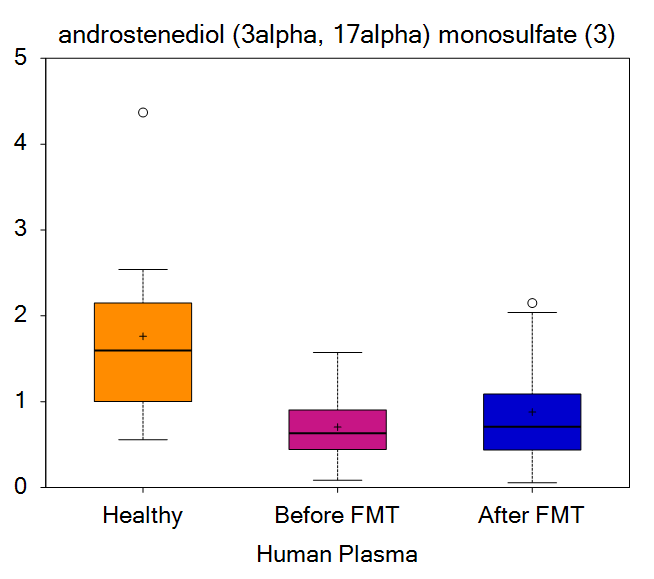 androstenediol (3alpha, 17alpha) monosulfate (3)
5
4
3
2
1
0
Healthy Before FMT After FMT
Human Plasma